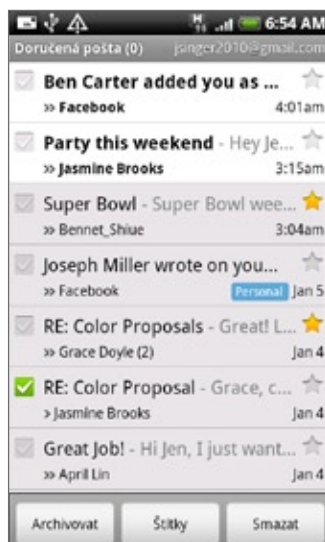 6:54 AM
Doručená pošta (0) jsnger2010@gmail.com
Ben Carter added you as ...
» Facebook 4:01am
Party this weekend - Hey Je...
» Jasmine Brooks 3:15am
Super Bowl - Super Bowl wee...
» Bennet_Shiue 3:04am
Joseph Miller wrote on you...
» Facebook Personal Jan 5
RE: Color Proposals - Great! L...
» Grace Doyle (2) Jan 4
RE: Color Proposal - Grace, c...
› Jasmine Brooks Jan 4
Great Job! - Hi Jen, I just want...
» April Lin Jan 4
Archivovat Štítky Smazat